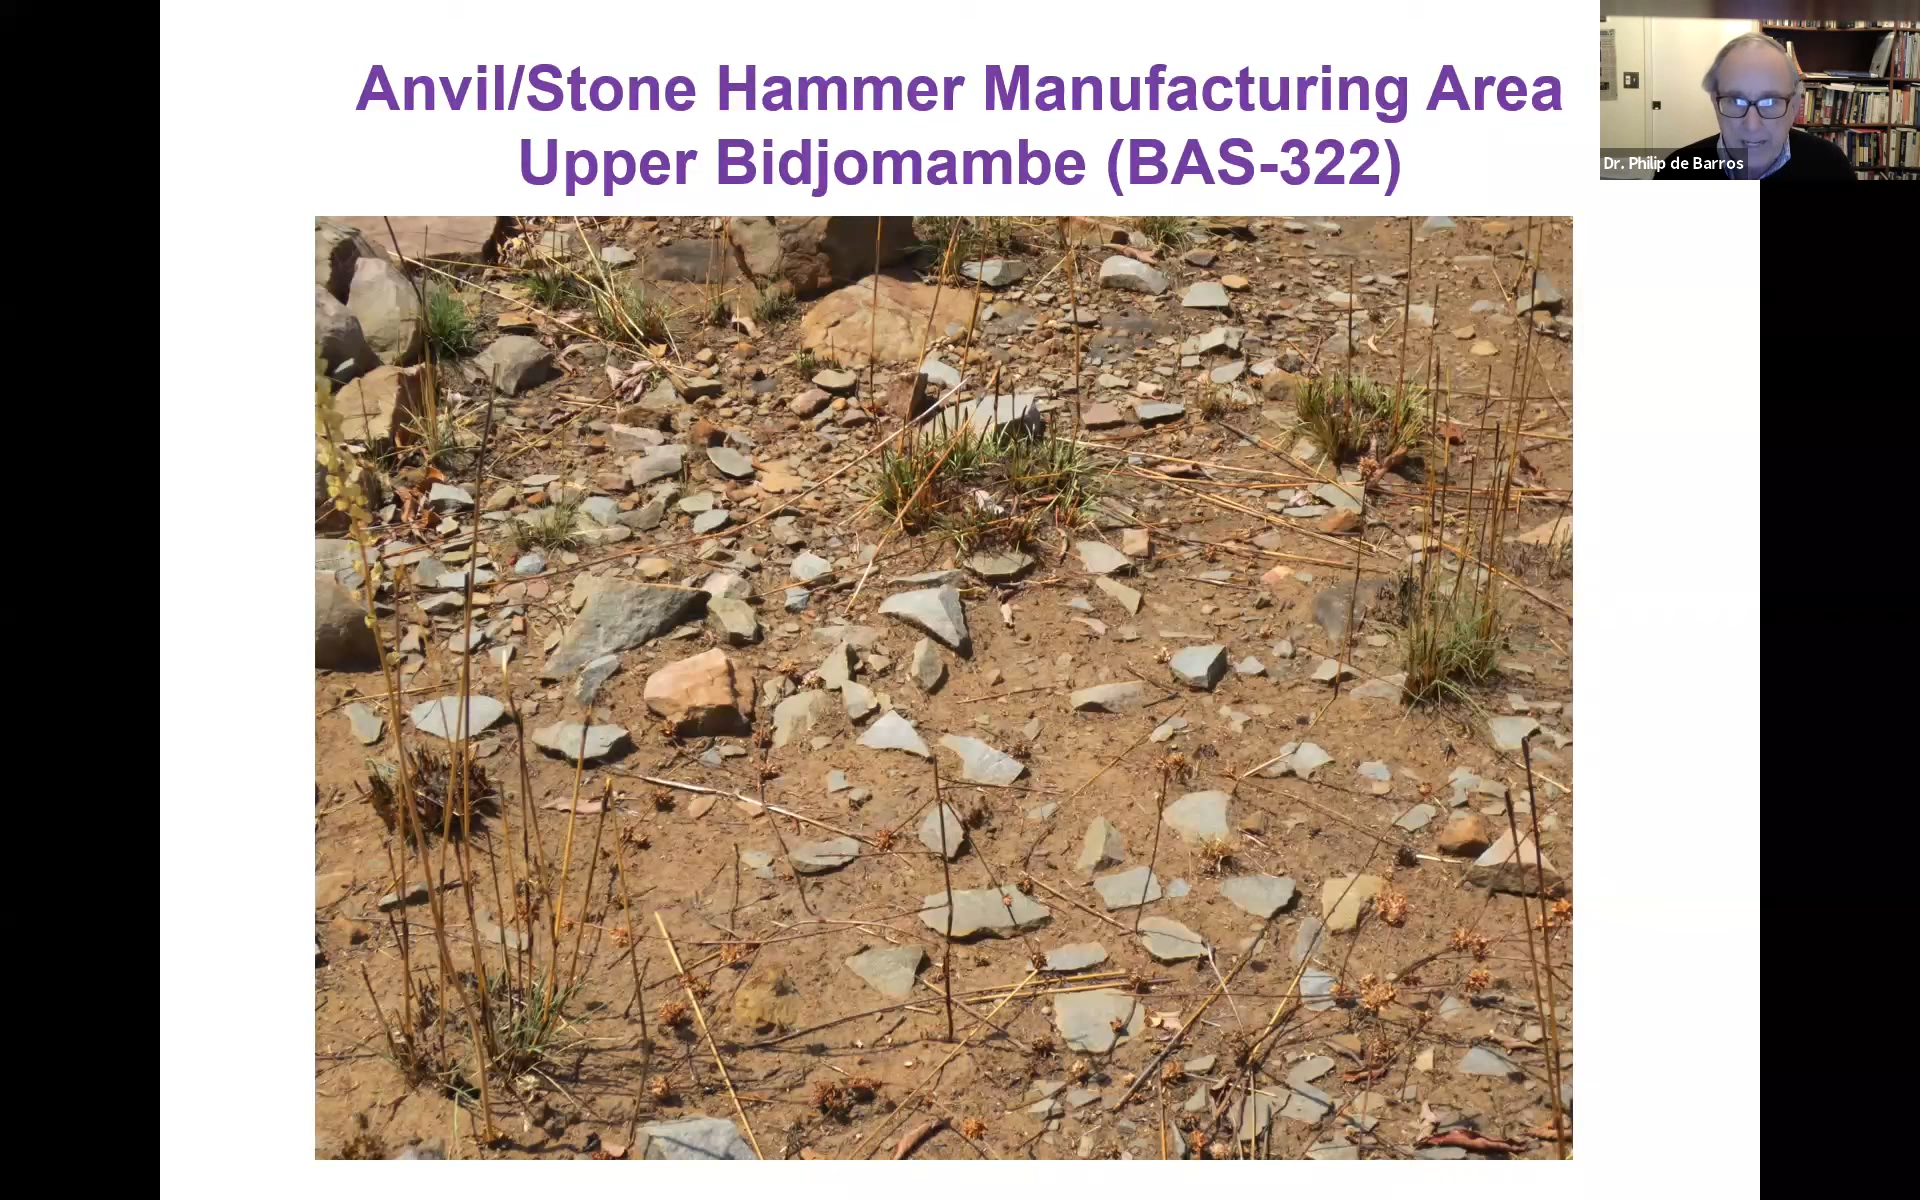 Anvil/Stone Hammer Manufacturing Area
Upper Bidjomambe (BAS-322)
Dr. Philip de Barros